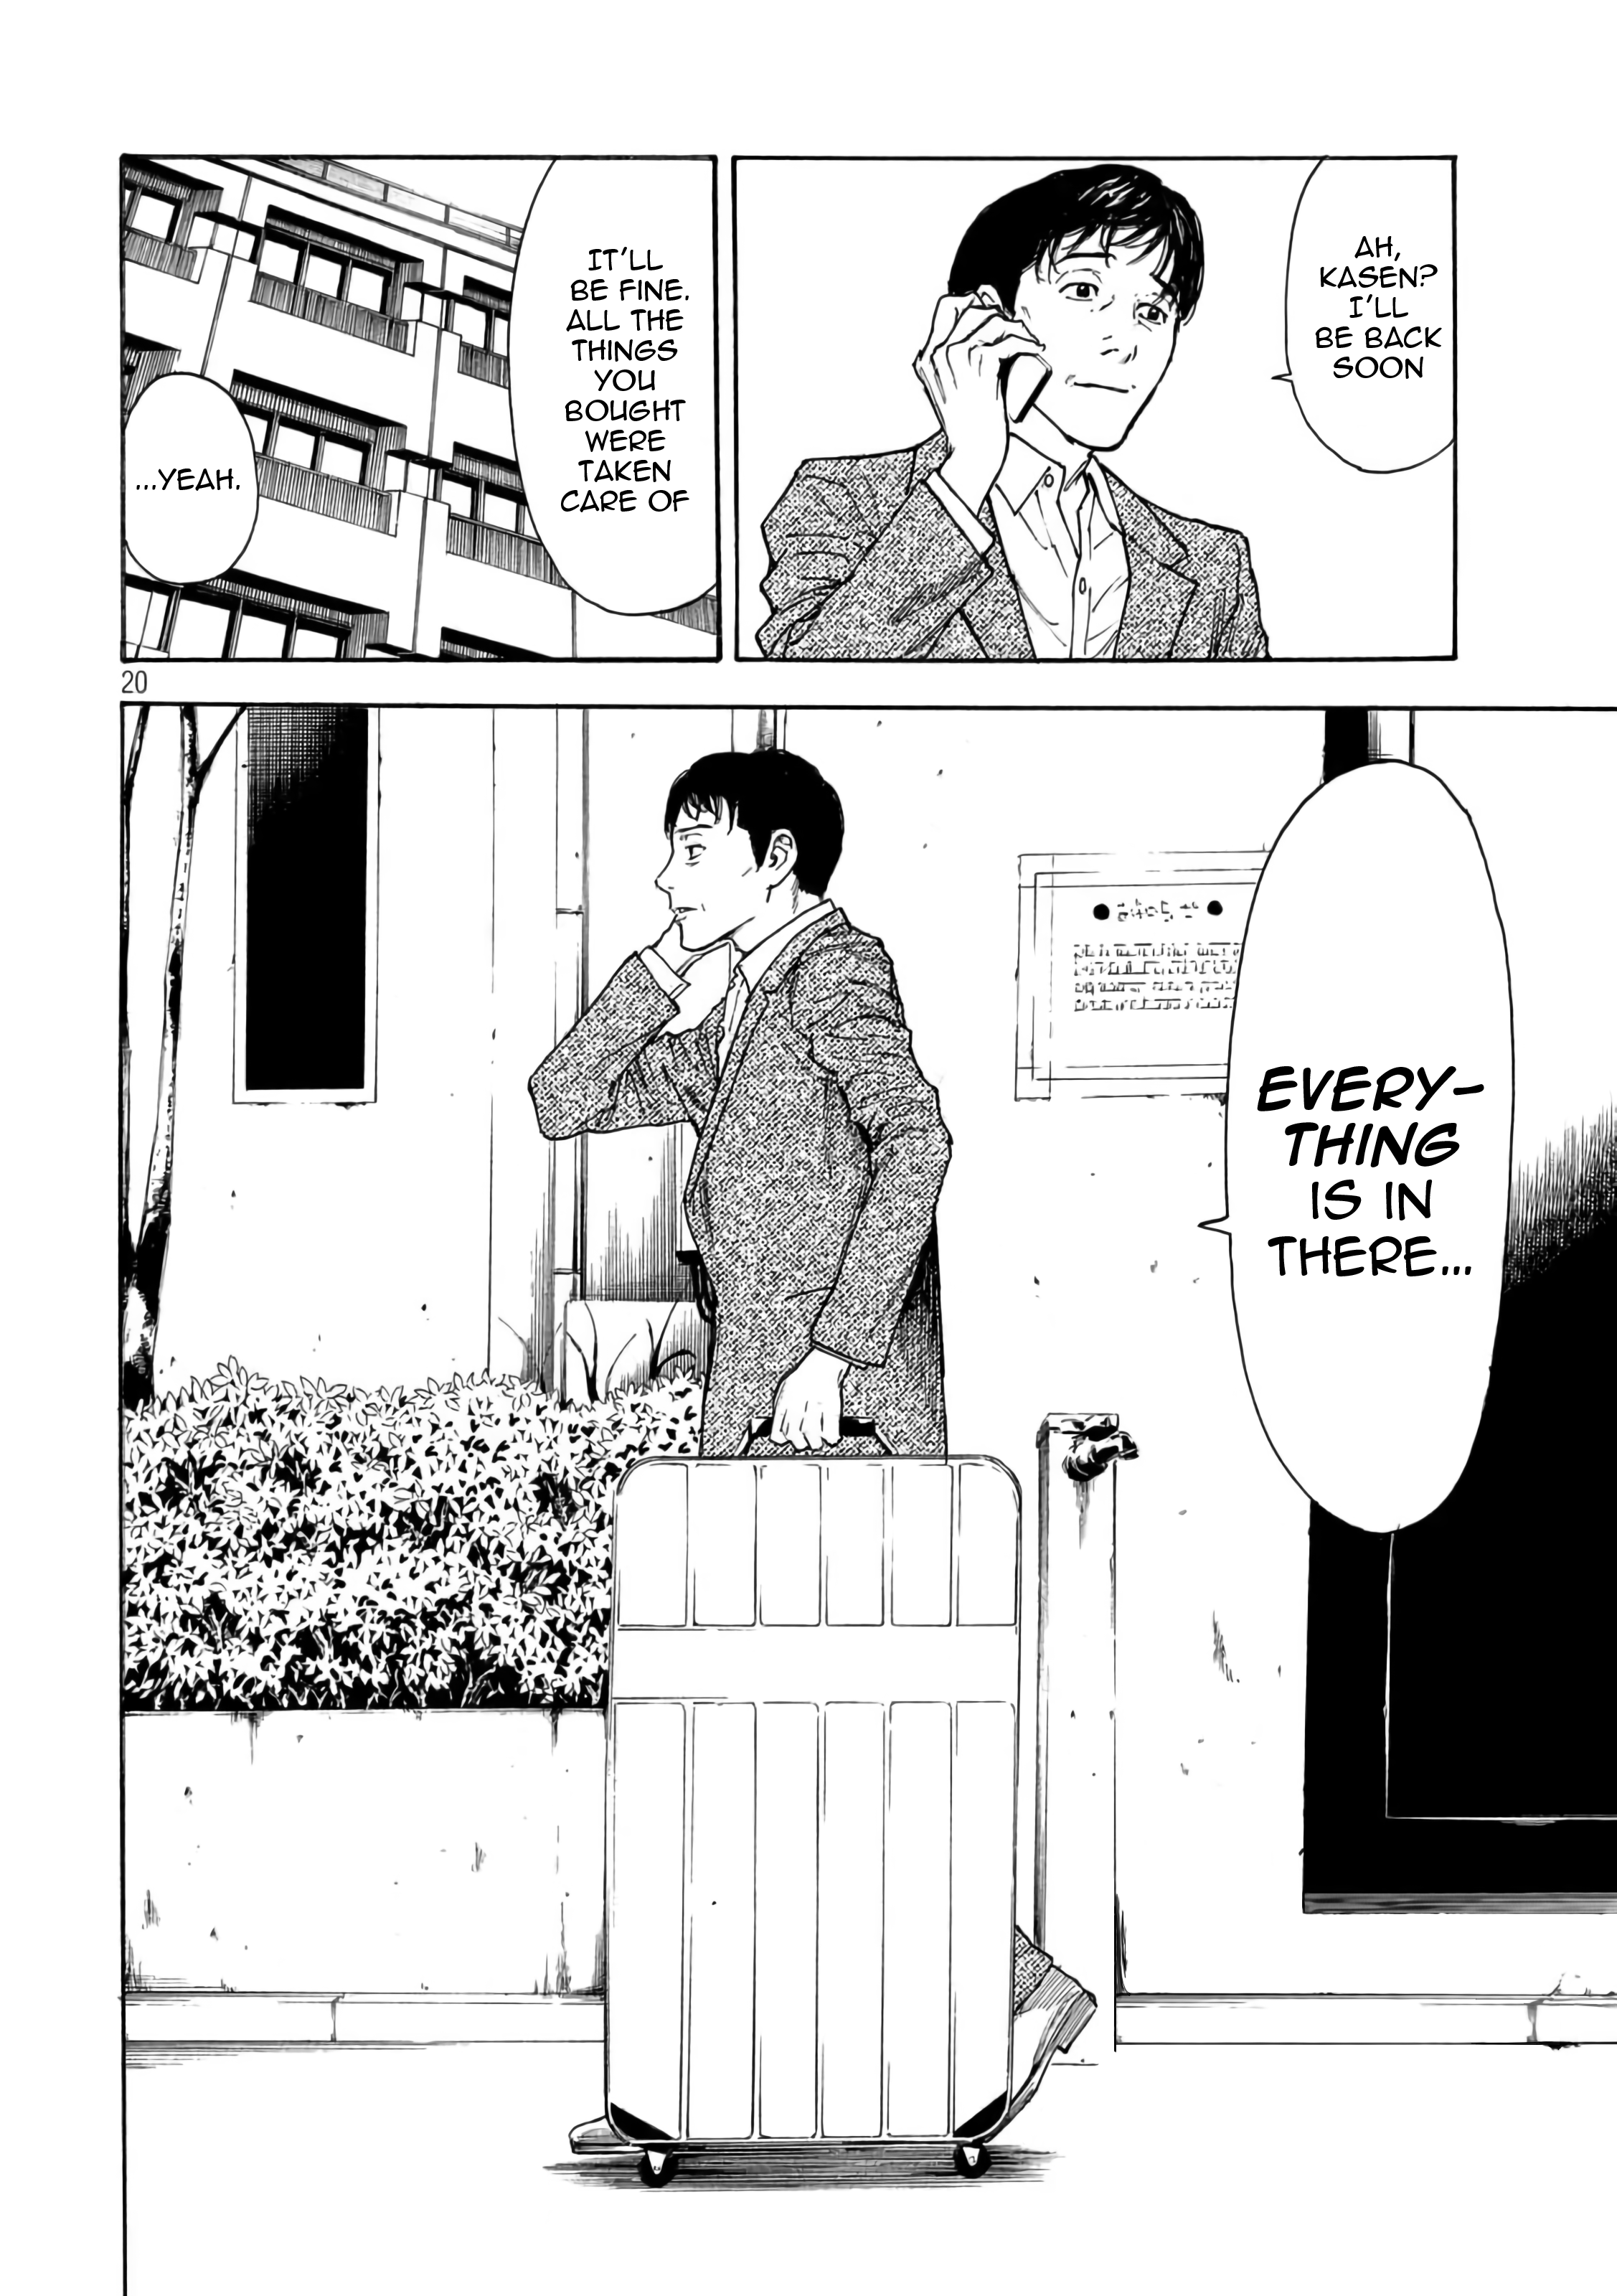 AH,
KASEN?
I'LL
BE BACK
SOON
IT'LL
BE FINE.
ALL THE
THINGS
YOU
BOUGHT
WERE
TAKEN
CARE OF
...YEAH.
20
EVERY-
THING
IS IN
THERE...